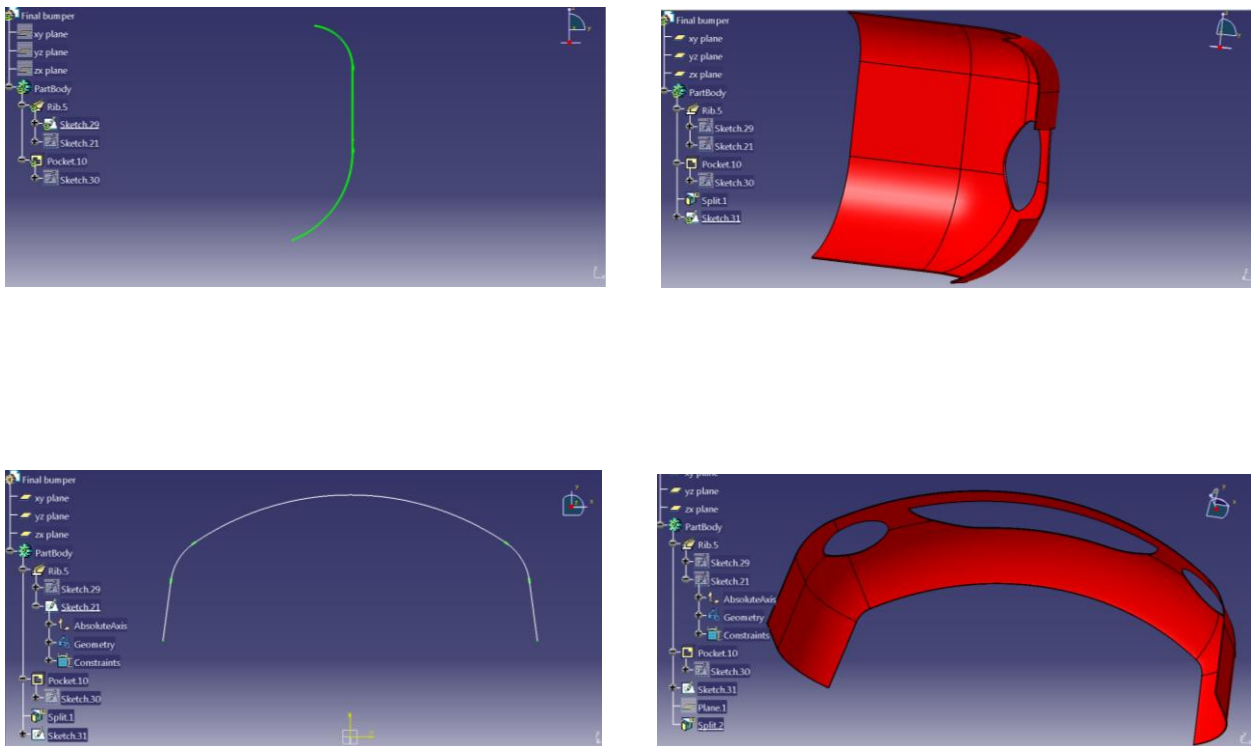 Final bumper
xy plane
yz plane
zx plane
PartBody
Rib.5
Sketch.29
Sketch.21
Pocket.10
Sketch.30
Final bumper
xy plane
yz plane
zx plane
PartBody
Rib.5
Sketch.29
Sketch.21
Pocket.10
Sketch.30
Split.1
Sketch.31
Final bumper
xy plane
yz plane
zx plane
PartBody
Rib.5
Sketch.29
Sketch.21
AbsoluteAxis
Geometry
Constraints
Pocket.10
Sketch.30
Split.1
Sketch.31
xy plane
yz plane
zx plane
PartBody
Rib.5
Sketch.29
Sketch.21
AbsoluteAxis
Geometry
Constraints
Pocket.10
Sketch.30
Sketch.31
Plane.1
Split.2